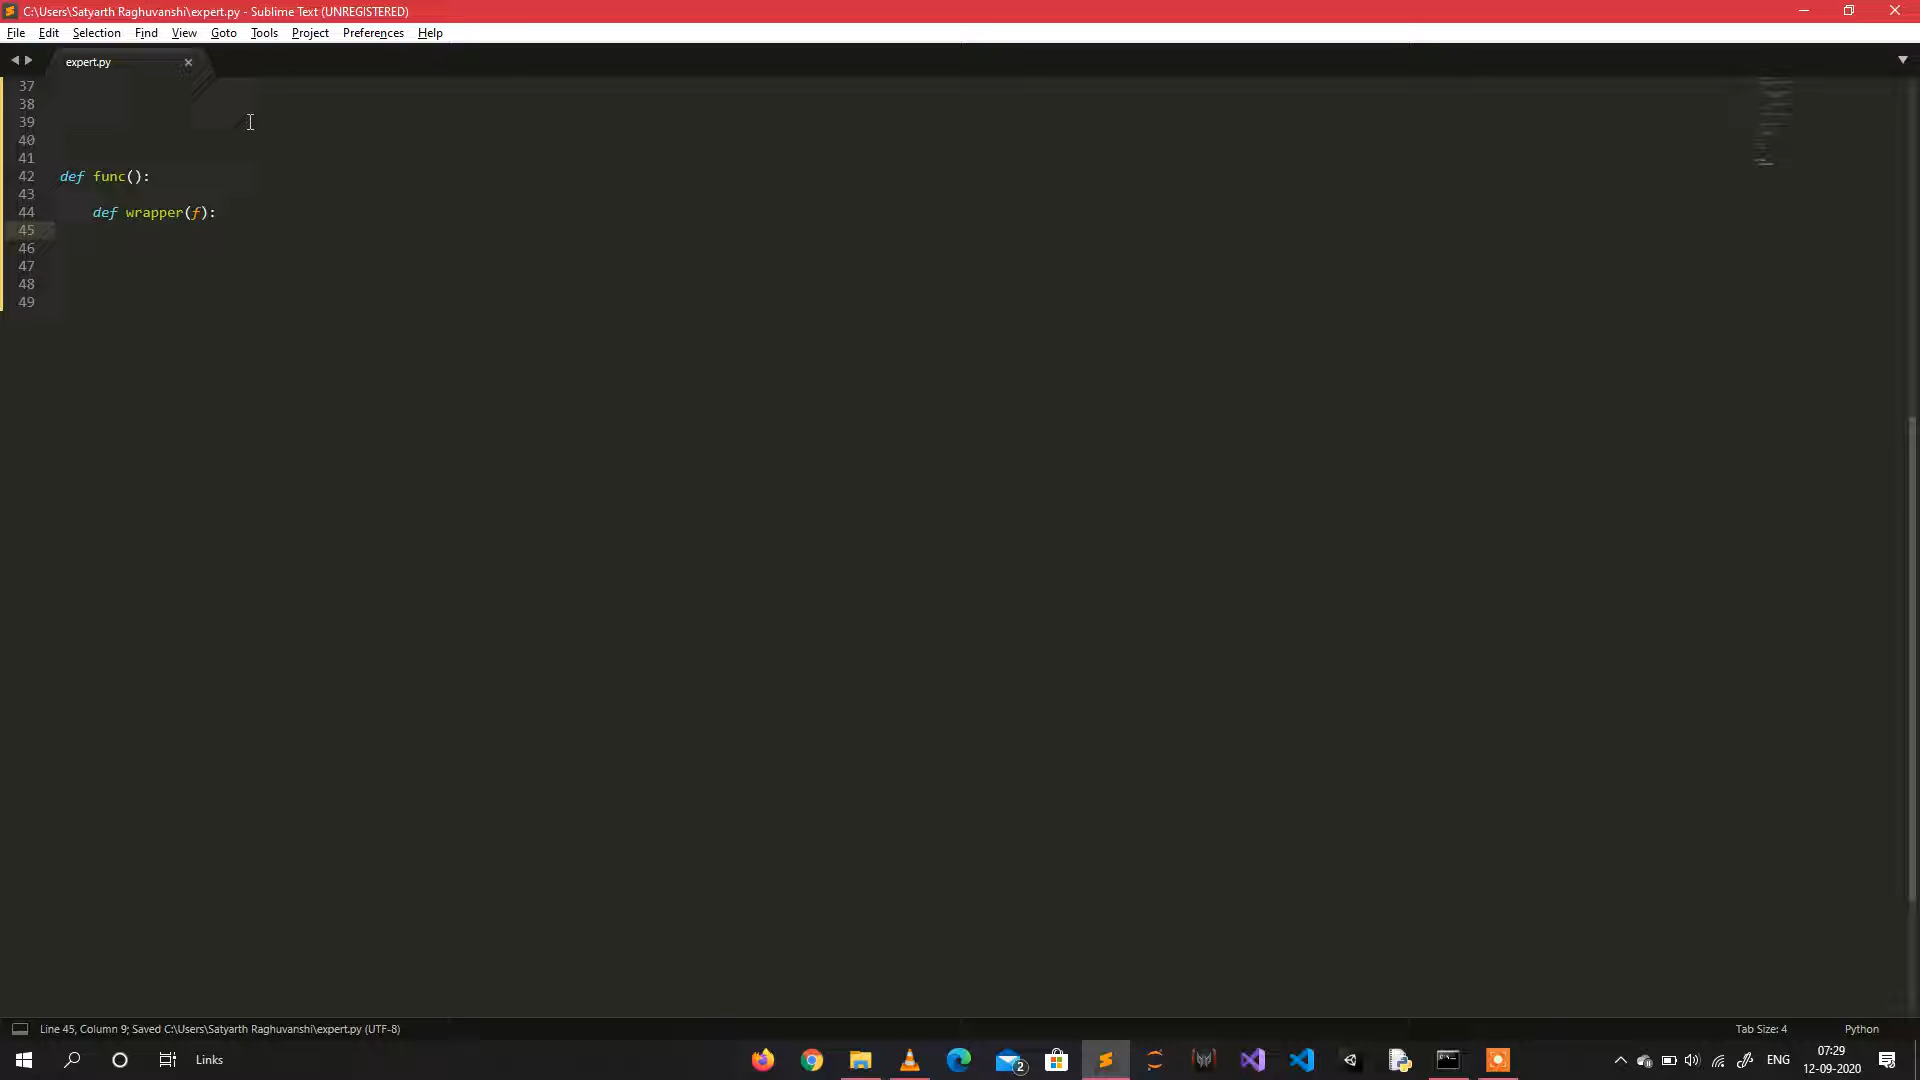 C:\Users\Satyarth Raghuvanshi\expert.py - Sublime Text (UNREGISTERED)
File Edit Selection Find View Goto Tools Project Preferences Help
expert.py
37
38
39
40
41
42 def func():
43
44     def wrapper(f):
45
46
47
48
49
Line 45, Column 9; Saved C:\Users\Satyarth Raghuvanshi\expert.py (UTF-8) Tab Size: 4 Python
Links 2 ENG 07:29
12-09-2020